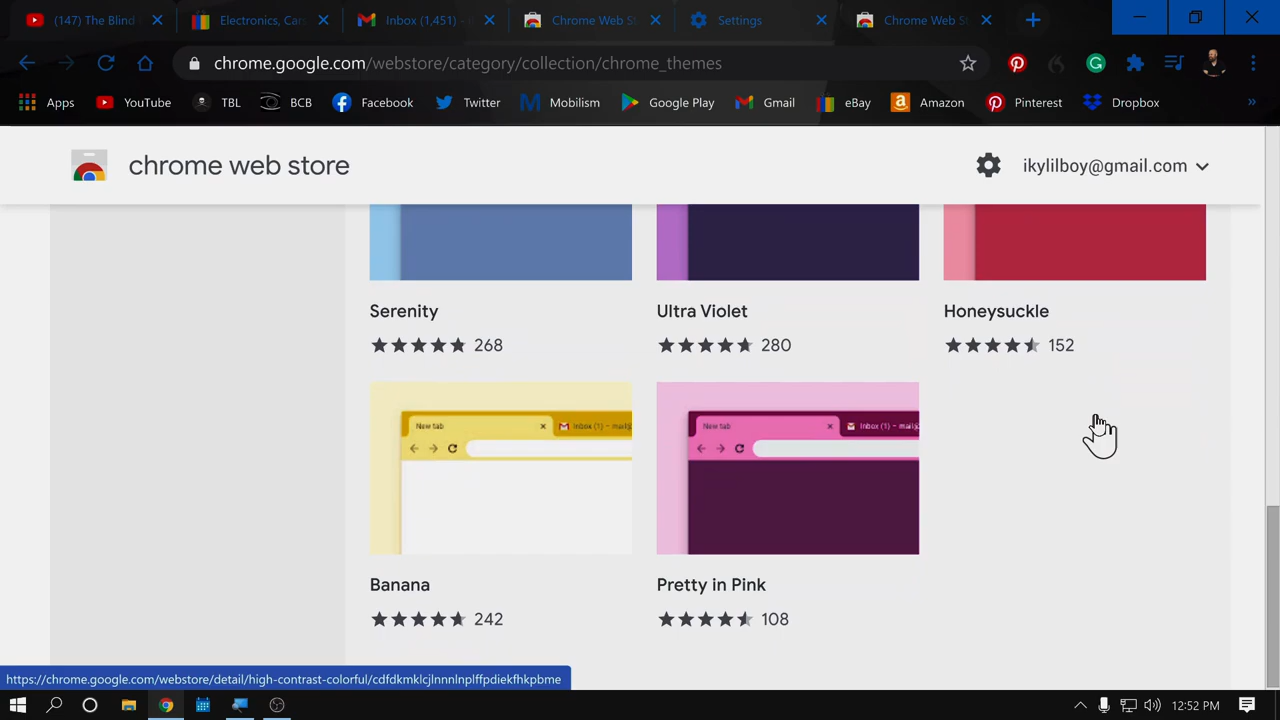 (147) The Blind
Electronics, Cars
Inbox (1,451) –
Chrome Web St
Settings
Chrome Web St
chrome.google.com/webstore/category/collection/chrome_themes
Apps
YouTube
TBL
BCB
Facebook
Twitter
Mobilism
Google Play
Gmail
eBay
Amazon
Pinterest
Dropbox
»
chrome web store
ikylilboy@gmail.com
Serenity
Ultra Violet
Honeysuckle
268
280
152
New tab
Inbox (1) – mail@
New tab
Inbox (1) – mail@
Banana
Pretty in Pink
242
108
https://chrome.google.com/webstore/detail/high-contrast-colorful/cdfdkmklcjlnnnlnplffpdiekfhkpbme
12:52 PM